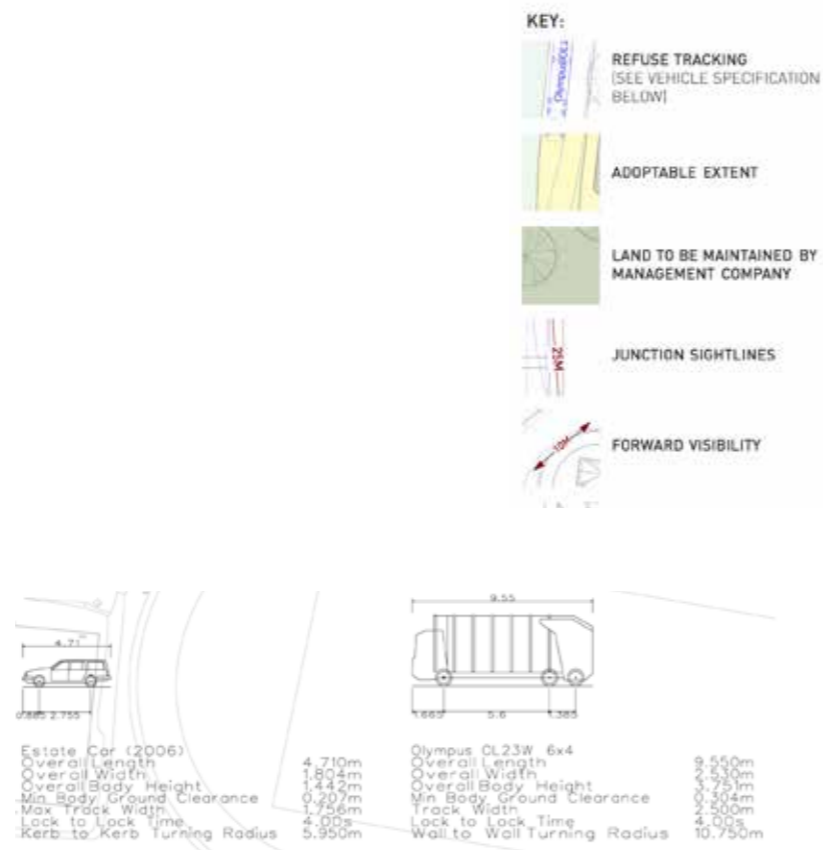 KEY:
REFUSE TRACKING
(SEE VEHICLE SPECIFICATION
BELOW)
ADOPTABLE EXTENT
LAND TO BE MAINTAINED BY
MANAGEMENT COMPANY
25M
JUNCTION SIGHTLINES
10M
FORWARD VISIBILITY
4.71
0.885 2.755
Estate Car (2006)
Overall Length 4.710m
Overall Width 1.804m
Overall Body Height 1.442m
Min Body Ground Clearance 0.207m
Max Track Width 1.756m
Lock to Lock Time 4.00s
Kerb to Kerb Turning Radius 5.950m
9.55
1.665 5.6 1.385
Olympus CL23W 6x4
Overall Length 9.550m
Overall Width 2.530m
Overall Body Height 3.751m
Min Body Ground Clearance 0.304m
Track Width 2.500m
Lock to Lock Time 4.00s
Wall to Wall Turning Radius 10.750m